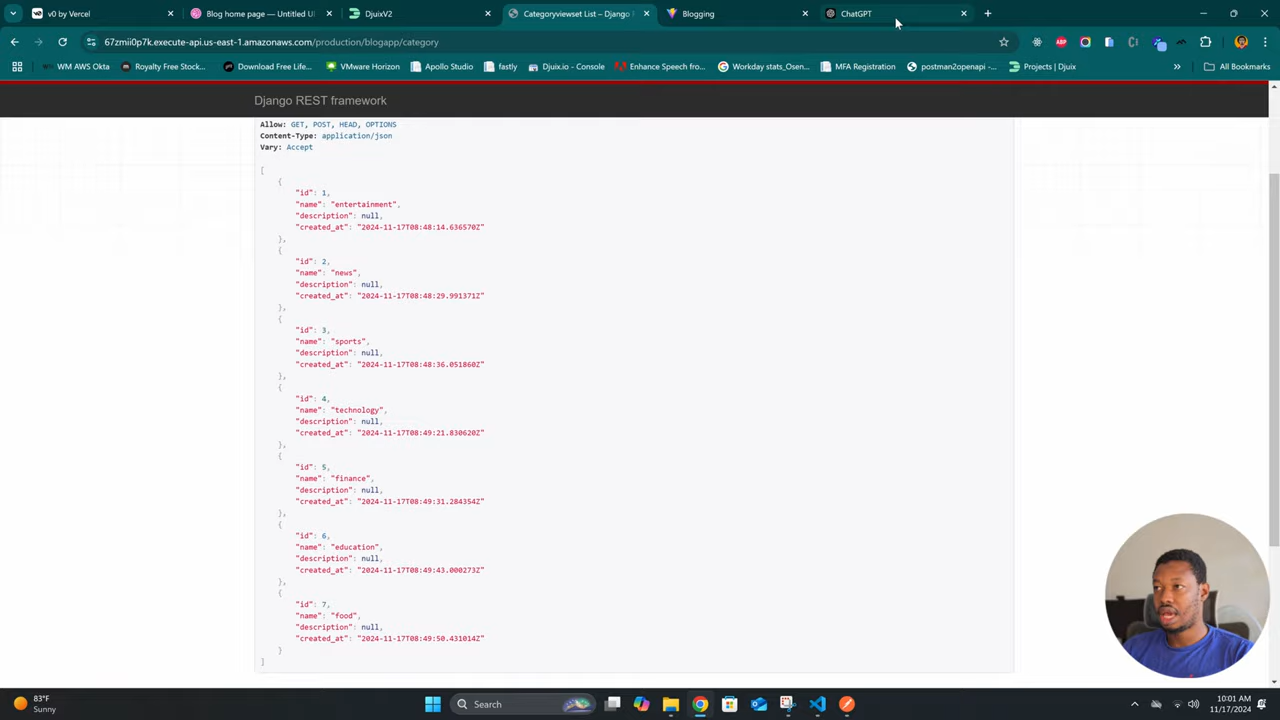 v0 by Vercel
Blog home page — Untitled UI
DjuixV2
Categoryviewset List – Django
Blogging
ChatGPT
67zmii0p7k.execute-api.us-east-1.amazonaws.com/production/blogapp/category
WM AWS Okta
Royalty Free Stock...
Download Free Life...
VMware Horizon
Apollo Studio
fastly
Djuix.io - Console
Enhance Speech fro...
Workday stats_Osen...
MFA Registration
postman2openapi -...
Projects | Djuix
All Bookmarks
Django REST framework
Allow: GET, POST, HEAD, OPTIONS
Content-Type: application/json
Vary: Accept
[
{
"id": 1,
"name": "entertainment",
"description": null,
"created_at": "2024-11-17T08:48:14.636570Z"
},
{
"id": 2,
"name": "news",
"description": null,
"created_at": "2024-11-17T08:48:29.991371Z"
},
{
"id": 3,
"name": "sports",
"description": null,
"created_at": "2024-11-17T08:48:36.051860Z"
},
{
"id": 4,
"name": "technology",
"description": null,
"created_at": "2024-11-17T08:49:21.830620Z"
},
{
"id": 5,
"name": "finance",
"description": null,
"created_at": "2024-11-17T08:49:31.284354Z"
},
{
"id": 6,
"name": "education",
"description": null,
"created_at": "2024-11-17T08:49:43.000273Z"
},
{
"id": 7,
"name": "food",
"description": null,
"created_at": "2024-11-17T08:49:50.431014Z"
}
]
83°F
Sunny
Search
10:01 AM
11/17/2024